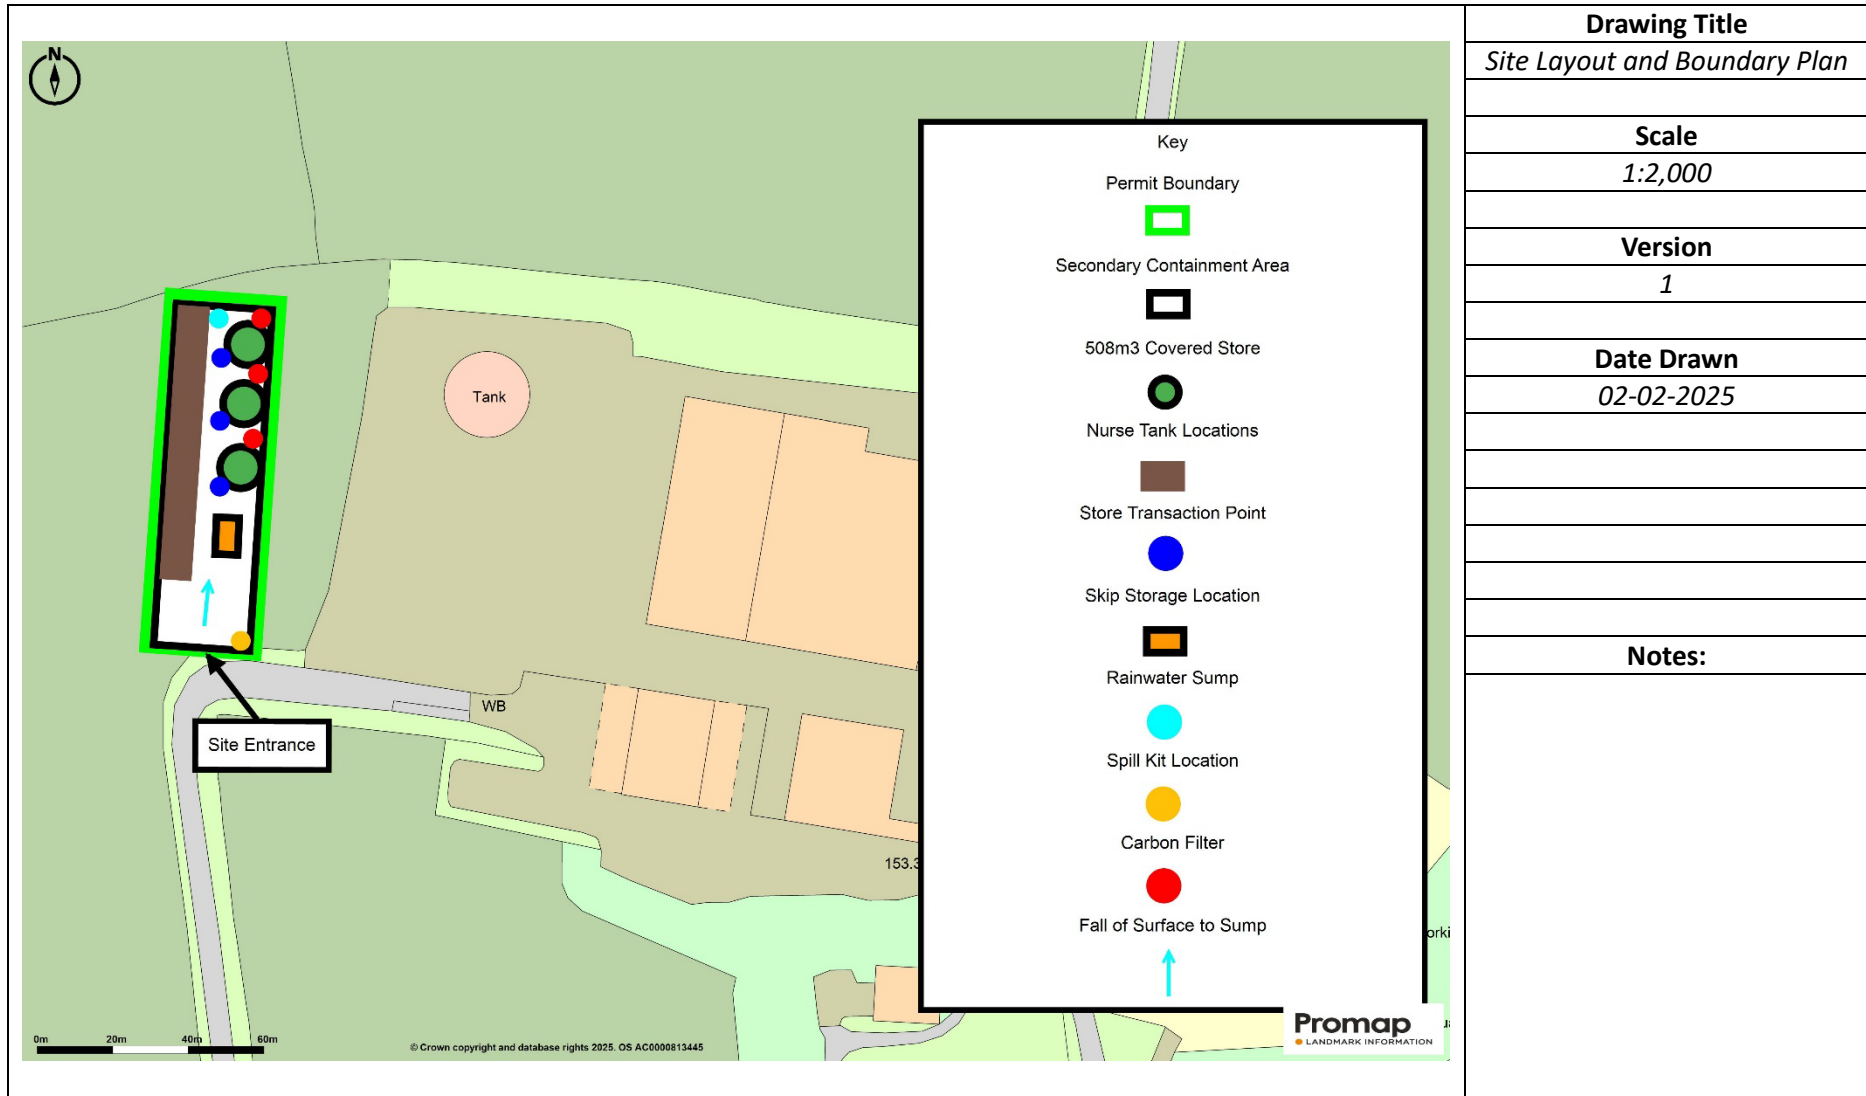 N
Tank
WB
Site Entrance
153.3
0m 20m 40m 60m
© Crown copyright and database rights 2025. OS AC0000813445
Key
Permit Boundary
Secondary Containment Area
508m3 Covered Store
Nurse Tank Locations
Store Transaction Point
Skip Storage Location
Rainwater Sump
Spill Kit Location
Carbon Filter
Fall of Surface to Sump
Promap
LANDMARK INFORMATION
Drawing Title
Site Layout and Boundary Plan
Scale
1:2,000
Version
1
Date Drawn
02-02-2025
Notes: